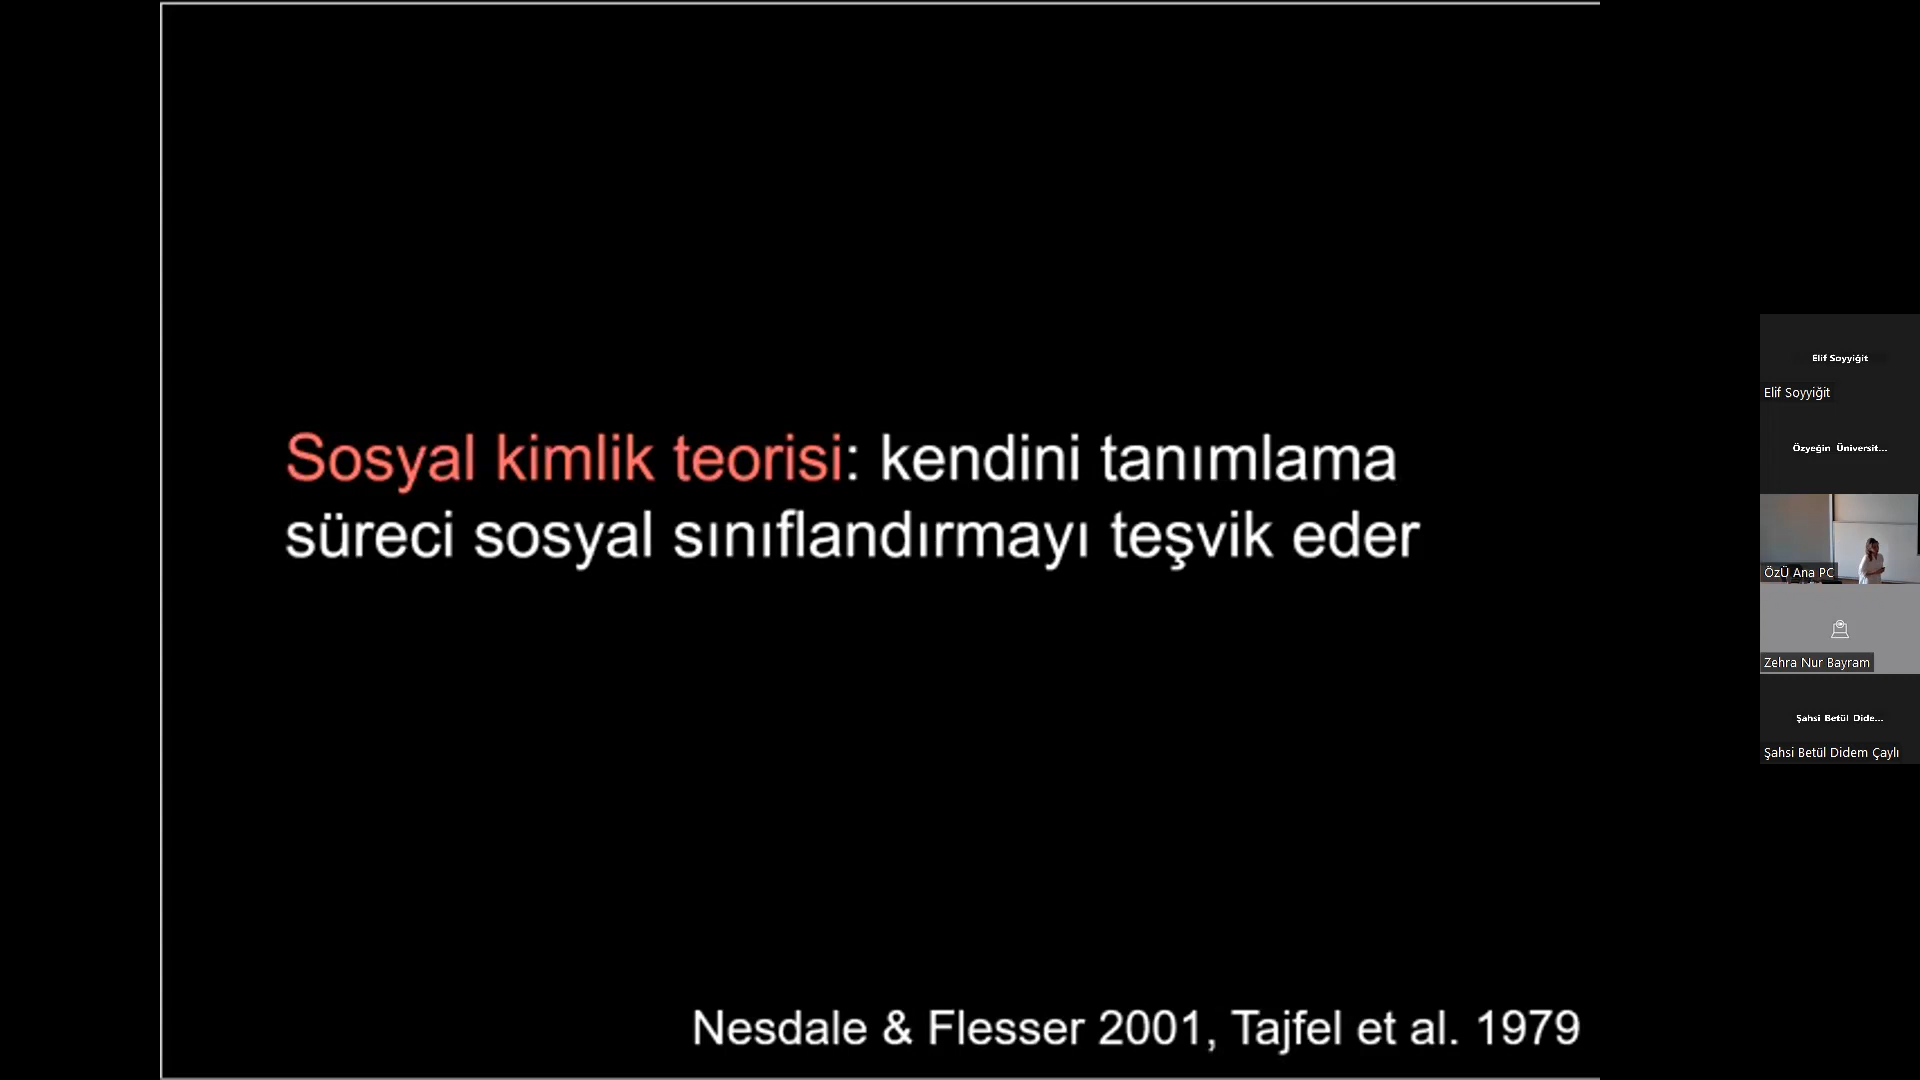 Sosyal kimlik teorisi: kendini tanımlama
süreci sosyal sınıflandırmayı teşvik eder
Nesdale & Flesser 2001, Tajfel et al. 1979
Elif Soyyiğit
Elif Soyyiğit
Özyeğin Üniversit...
ÖzÜ Ana PC
Zehra Nur Bayram
Şahsi Betül Dide...
Şahsi Betül Didem Çaylı